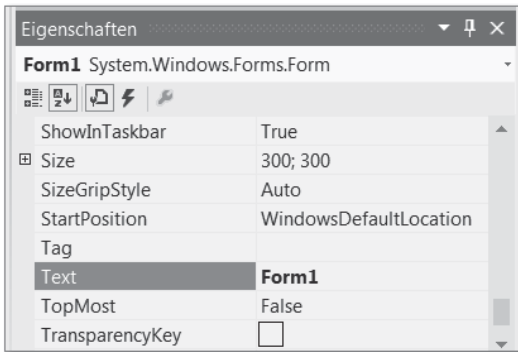 Eigenschaften
Form1 System.Windows.Forms.Form
ShowInTaskbar True
Size 300; 300
SizeGripStyle Auto
StartPosition WindowsDefaultLocation
Tag
Text Form1
TopMost False
TransparencyKey